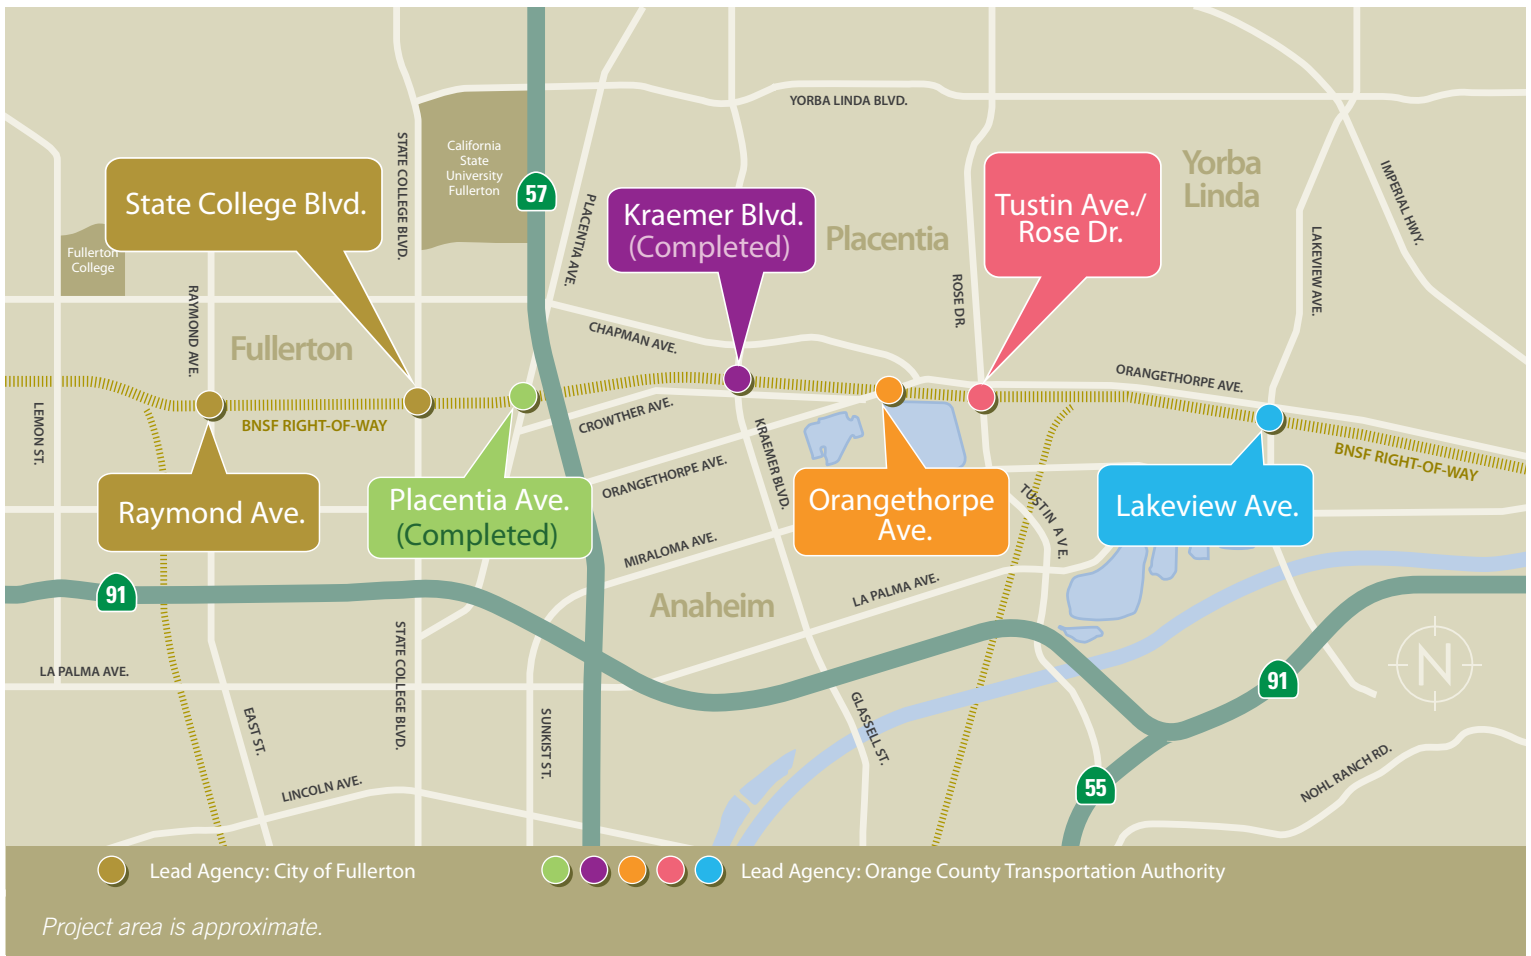 YORBA LINDA BLVD.
California
State
University
Fullerton
STATE COLLEGE BLVD.
57
Yorba
Linda
IMPERIAL HWY.
State College Blvd.
PLACENTIA AVE.
Kraemer Blvd.
(Completed)
Placentia
Tustin Ave./
Rose Dr.
LAKEVIEW AVE.
Fullerton
College
RAYMOND AVE.
ROSE DR.
Fullerton
CHAPMAN AVE.
ORANGETHORPE AVE.
LEMON ST.
BNSF RIGHT-OF-WAY
CROWTHER AVE.
KRAEMER BLVD.
BNSF RIGHT-OF-WAY
ORANGETHORPE AVE.
Raymond Ave.
Placentia Ave.
(Completed)
Orangethorpe
Ave.
TUSTIN AVE.
Lakeview Ave.
MIRALOMA AVE.
91
Anaheim
LA PALMA AVE.
LA PALMA AVE.
STATE COLLEGE BLVD.
91
N
EAST ST.
SUNKIST ST.
GLASSELL ST.
LINCOLN AVE.
55
NOHL RANCH RD.
Lead Agency: City of Fullerton
Lead Agency: Orange County Transportation Authority
Project area is approximate.